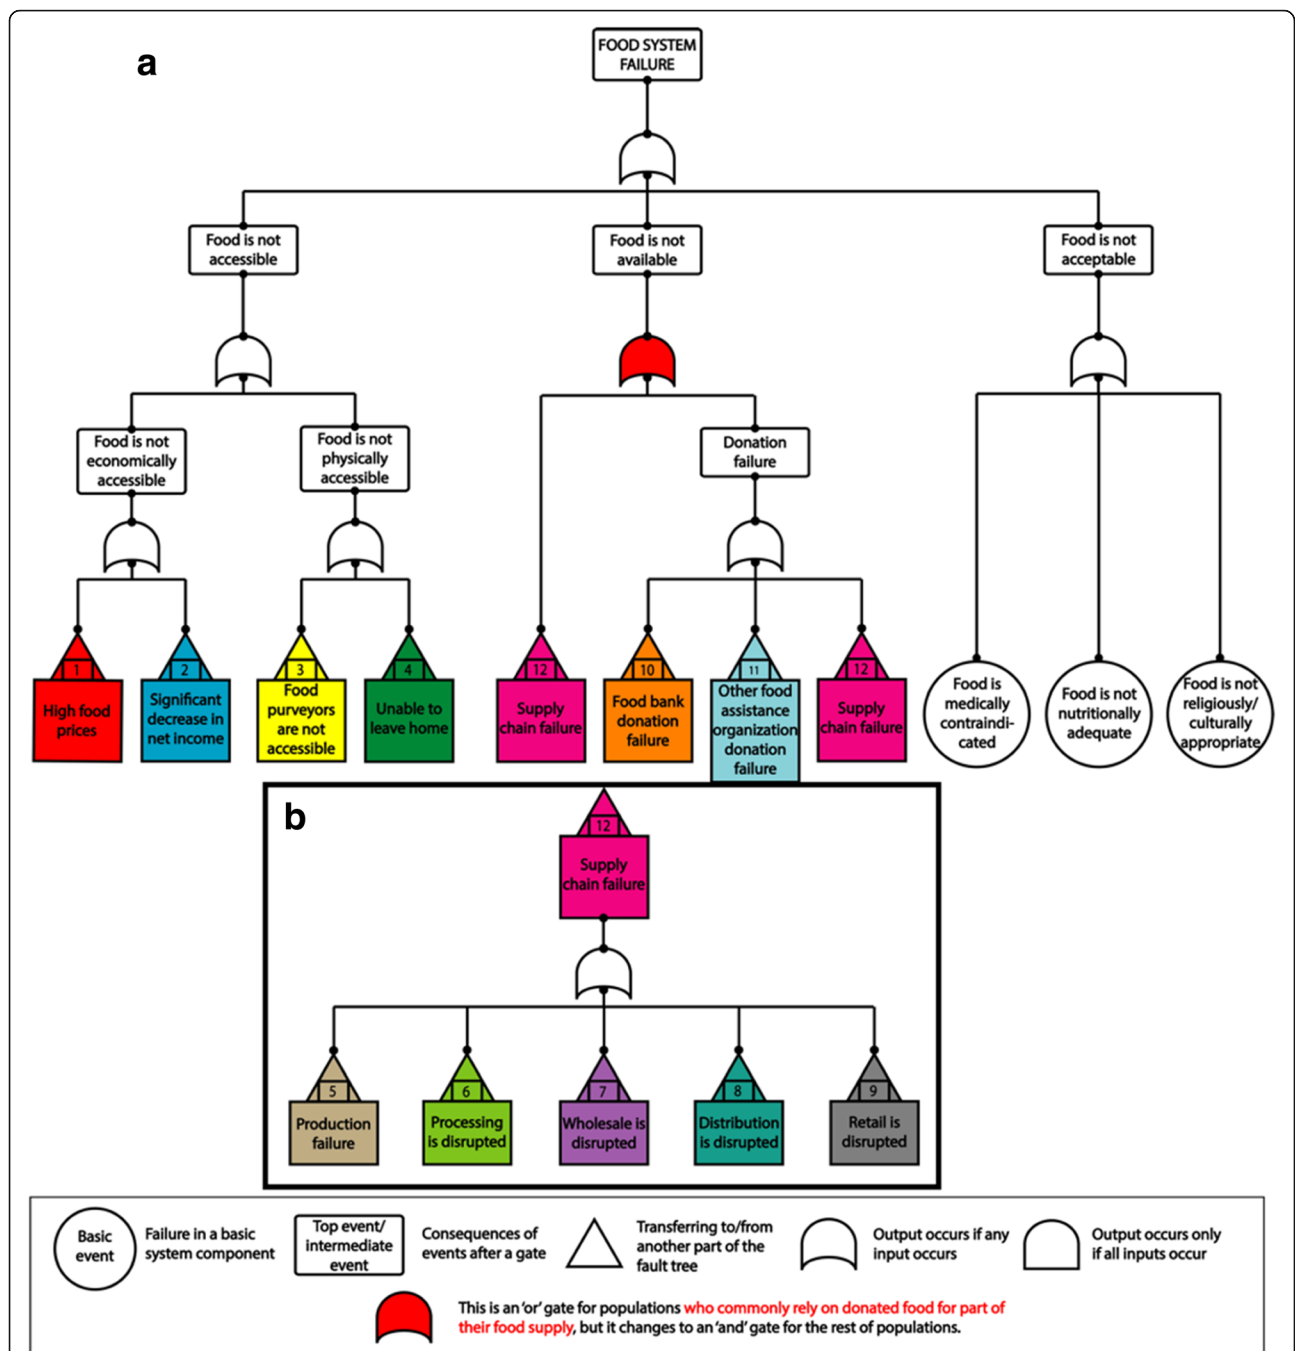 a
FOOD SYSTEM
FAILURE
Food is not
accessible
Food is not
available
Food is not
acceptable
Food is not
economically
accessible
Food is not
physically
accessible
Donation
failure
1
High food
prices
2
Significant
decrease in
net income
3
Food
purveyors
are not
accessible
4
Unable to
leave home
12
Supply
chain failure
10
Food bank
donation
failure
11
Other food
assistance
organization
donation
failure
12
Supply
chain failure
Food is
medically
contraindi-
cated
Food is not
nutritionally
adequate
Food is not
religiously/
culturally
appropriate
b
12
Supply
chain failure
5
Production
failure
6
Processing
is disrupted
7
Wholesale is
disrupted
8
Distribution
is disrupted
9
Retail is
disrupted
Basic
event
Failure in a basic
system component
Top event/
intermediate
event
Consequences of
events after a gate
Transferring to/from
another part of the
fault tree
Output occurs if any
input occurs
Output occurs only
if all inputs occur
This is an 'or' gate for populations who commonly rely on donated food for part of
their food supply, but it changes to an 'and' gate for the rest of populations.